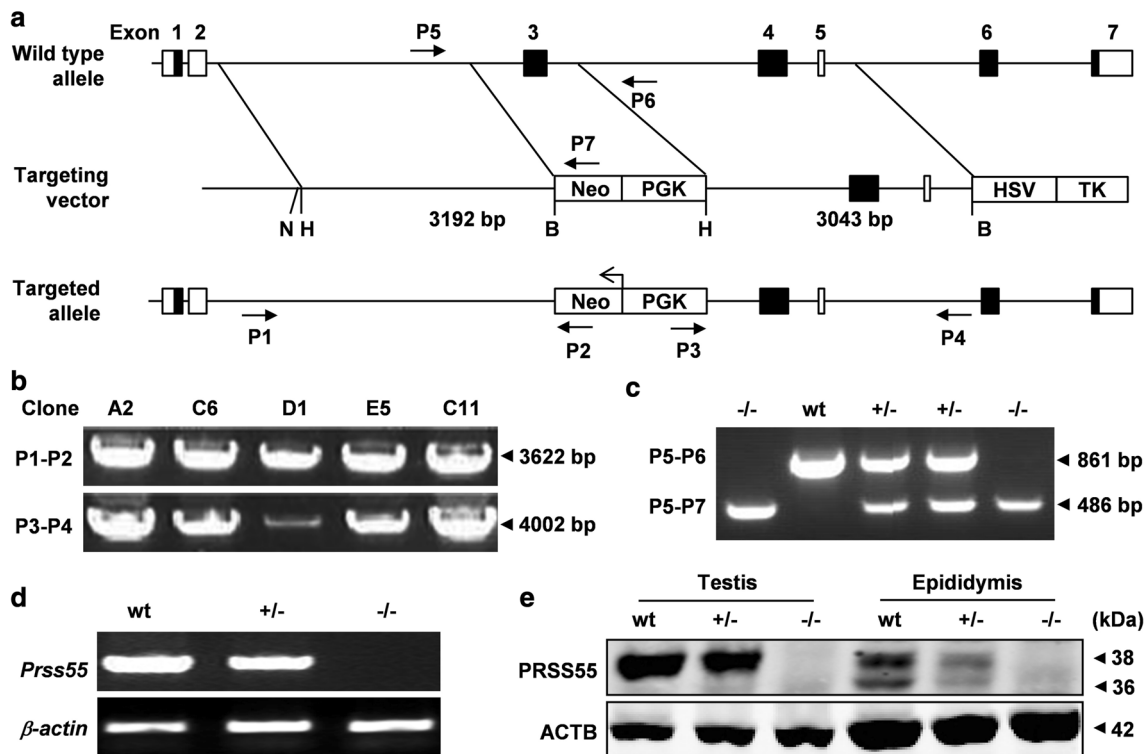 a
Exon 1 2 3 4 5 6 7
P5
Wild type
allele
P6
P7
Targeting
vector
Neo PGK HSV TK
N H 3192 bp B H 3043 bp B
Targeted
allele
Neo PGK
P1 P2 P3 P4
b
Clone A2 C6 D1 E5 C11
P1-P2 3622 bp
P3-P4 4002 bp
c
-/- wt +/- +/- -/-
P5-P6 861 bp
P5-P7 486 bp
d
wt +/- -/-
Prss55
β-actin
e
Testis Epididymis
wt +/- -/- wt +/- -/- (kDa)
PRSS55 38
36
ACTB 42